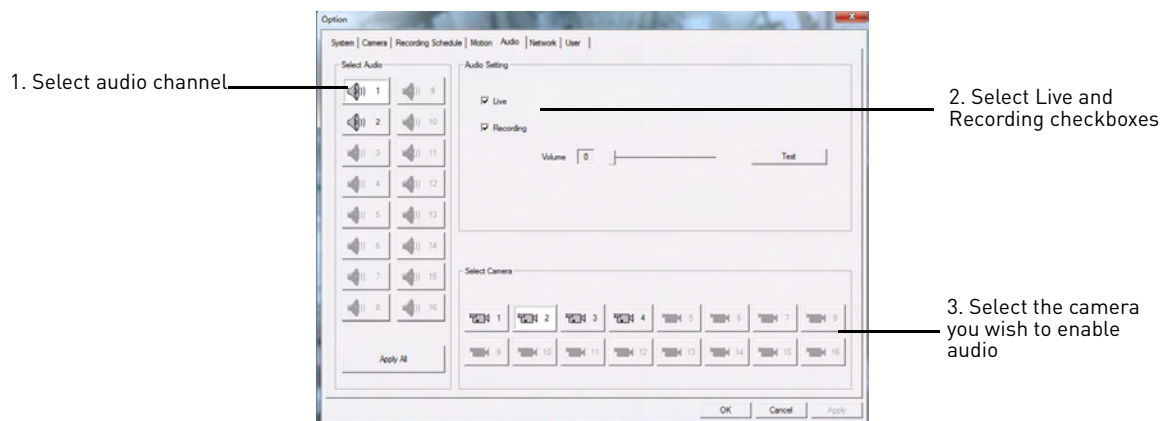 Option
System | Camera | Recording Schedule | Motion | Audio | Network | User |
1. Select audio channel
Select Audio
1 9
2 10
3 11
4 12
5 13
6 14
7 15
8 16
Apply All
Audio Setting
Live
Recording
Volume 0 Test
2. Select Live and
Recording checkboxes
Select Camera
1 2 3 4 5 6 7 8
9 10 11 12 13 14 15 16
3. Select the camera
you wish to enable
audio
OK Cancel Apply